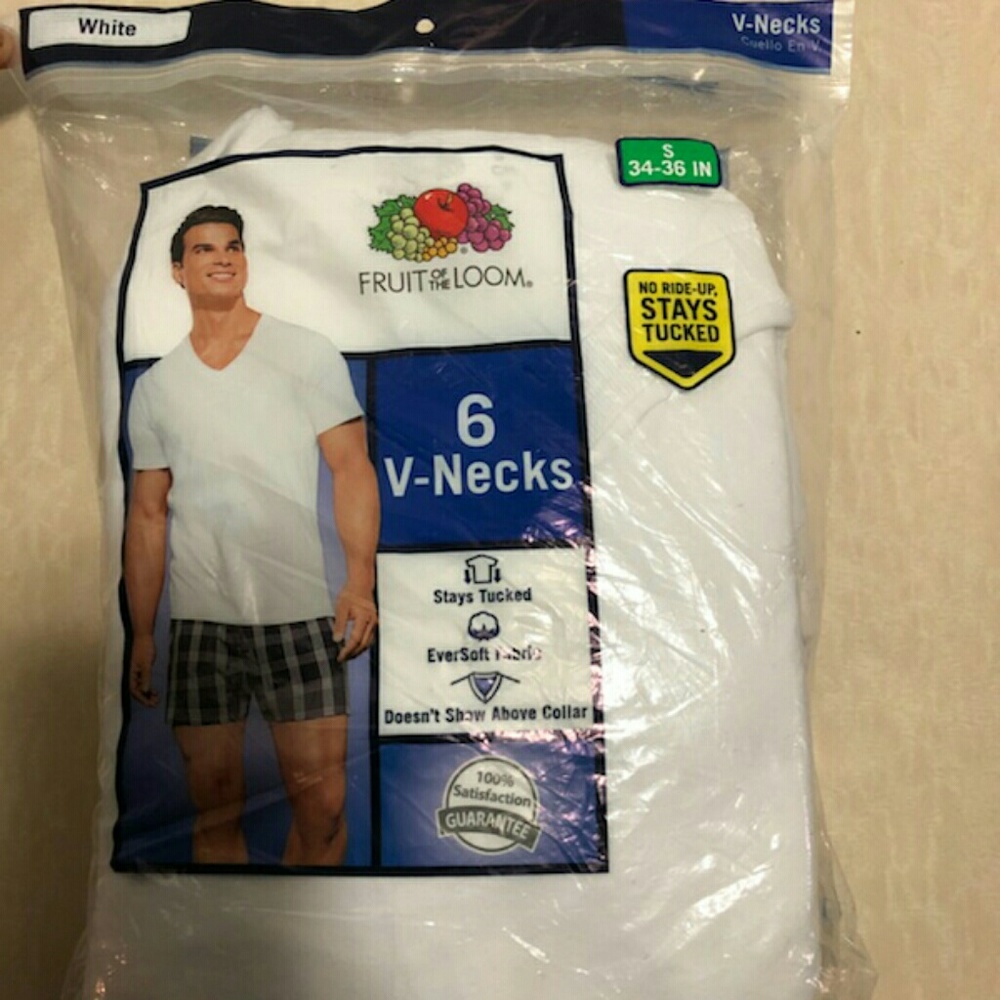 White
V-Necks
Cuello En V
S
34-36 IN
FRUIT OF THE LOOM®
NO RIDE-UP,
STAYS
TUCKED
6
V-Necks
Stays Tucked
EverSoft Fabric
Doesn't Show Above Collar
100%
Satisfaction
GUARANTEE